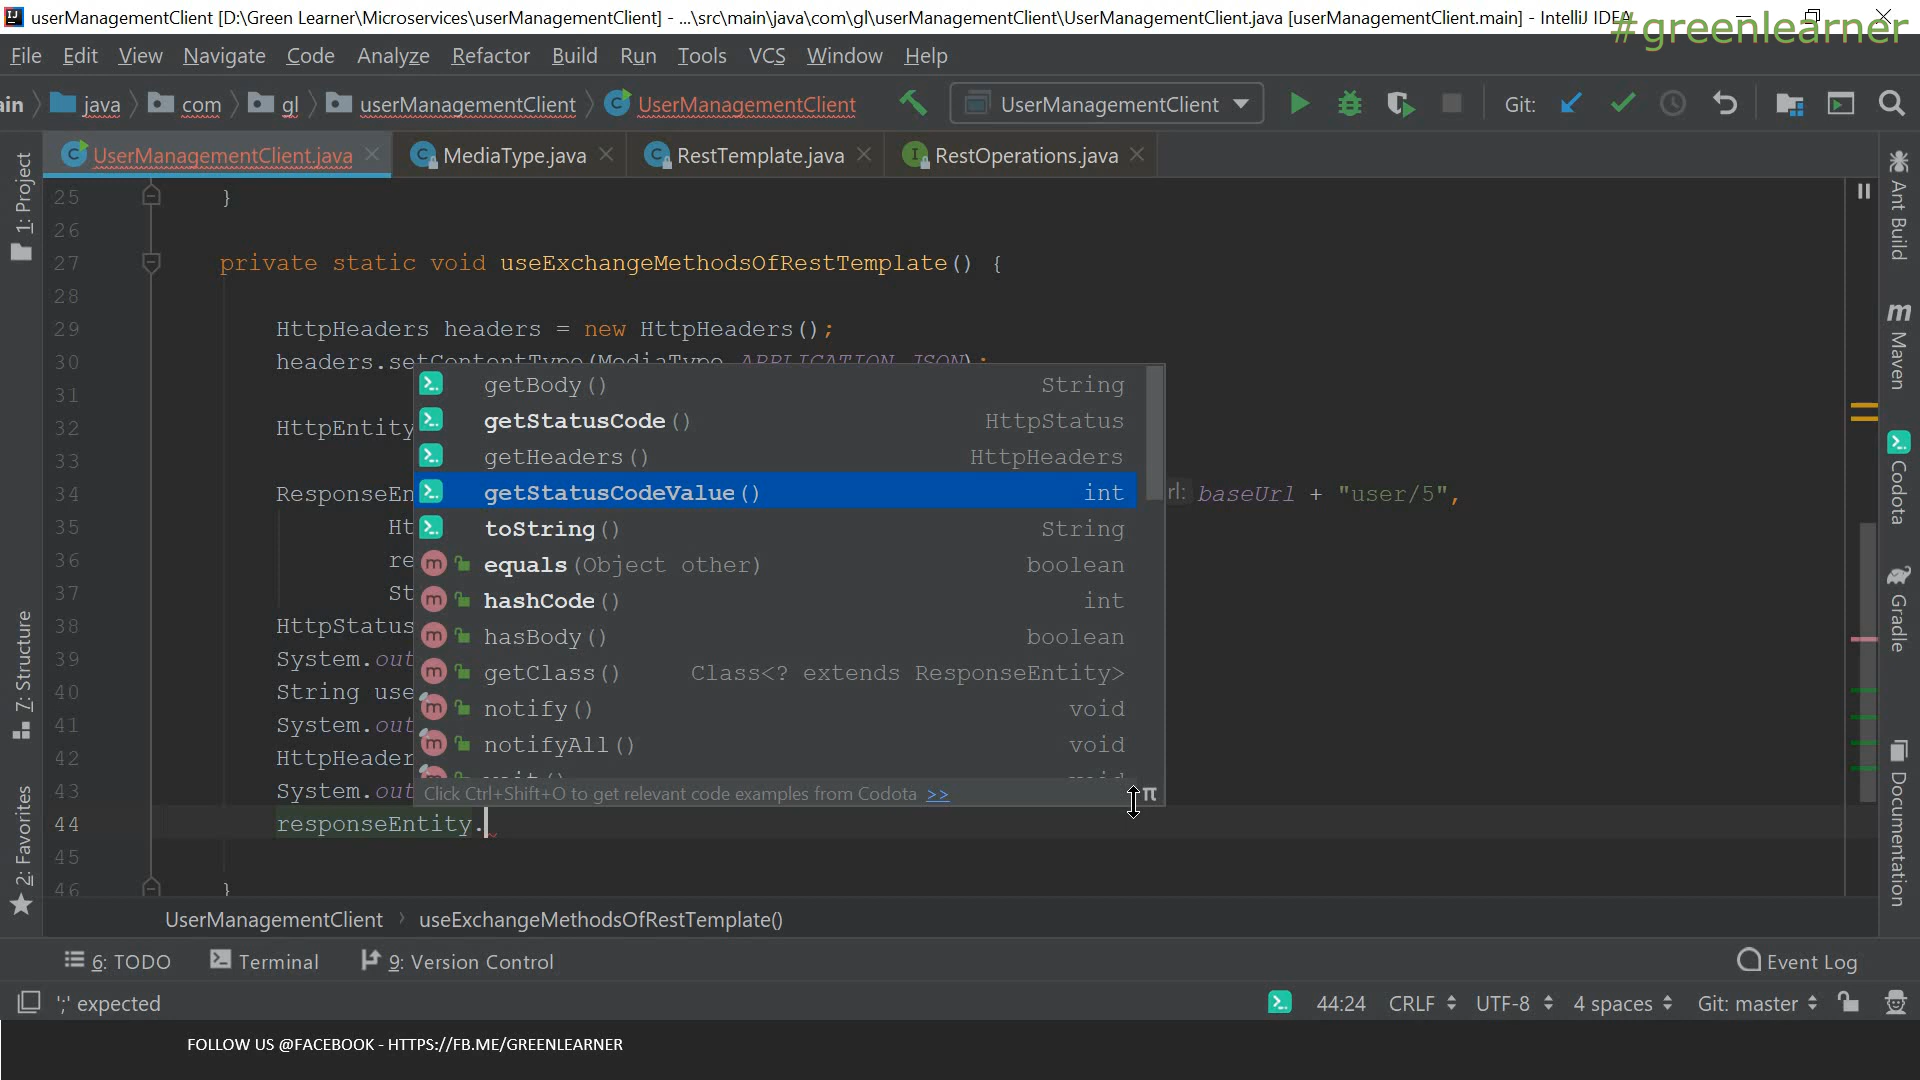 userManagementClient [D:\Green Learner\Microservices\userManagementClient] - ...\src\main\java\com\gl\userManagementClient\UserManagementClient.java [userManagementClient.main] - IntelliJ IDEA
#greenlearner
File Edit View Navigate Code Analyze Refactor Build Run Tools VCS Window Help
ain java com gl userManagementClient UserManagementClient UserManagementClient Git:
UserManagementClient.java MediaType.java RestTemplate.java RestOperations.java
1: Project
7: Structure
2: Favorites
25 }
26
27 private static void useExchangeMethodsOfRestTemplate() {
28
29 HttpHeaders headers = new HttpHeaders();
30 headers.setContentType(MediaType.APPLICATION_JSON);
31
32 HttpEntity
33
34 ResponseEn rl: baseUrl + "user/5",
35 Ht
36 re
37 St
38 HttpStatus
39 System.out
40 String use
41 System.out
42 HttpHeader
43 System.out
44 responseEntity.
45
46 }
getBody() String
getStatusCode() HttpStatus
getHeaders() HttpHeaders
getStatusCodeValue() int
toString() String
equals(Object other) boolean
hashCode() int
hasBody() boolean
getClass() Class<? extends ResponseEntity>
notify() void
notifyAll() void
wait() void
Click Ctrl+Shift+O to get relevant code examples from Codota >> π
Ant Build
Maven
Codota
Gradle
Documentation
UserManagementClient › useExchangeMethodsOfRestTemplate()
6: TODO Terminal 9: Version Control Event Log
';' expected 44:24 CRLF UTF-8 4 spaces Git: master
FOLLOW US @FACEBOOK - HTTPS://FB.ME/GREENLEARNER